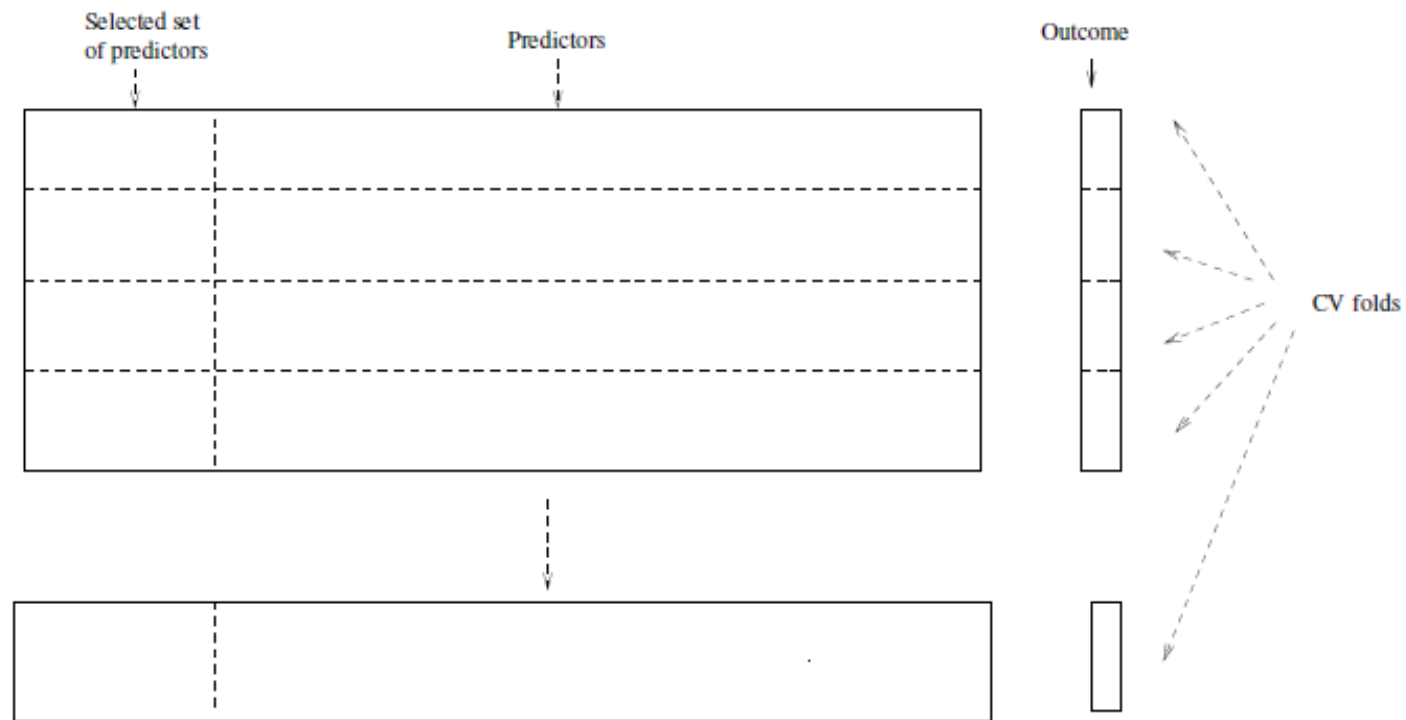 Selected set
of predictors
Predictors
Outcome
CV folds